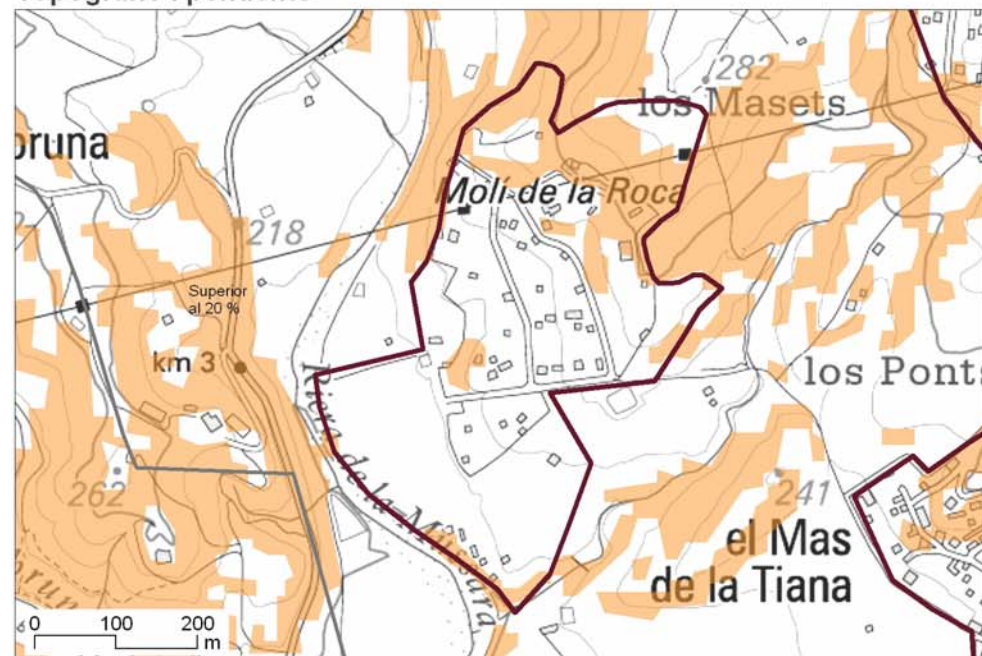 282
los Masets
oruna
Molí de la Roca
218
Superior
al 20 %
km 3
los Ponts
Riera de la
262
241
el Mas
de la Tiana
0 100 200
m